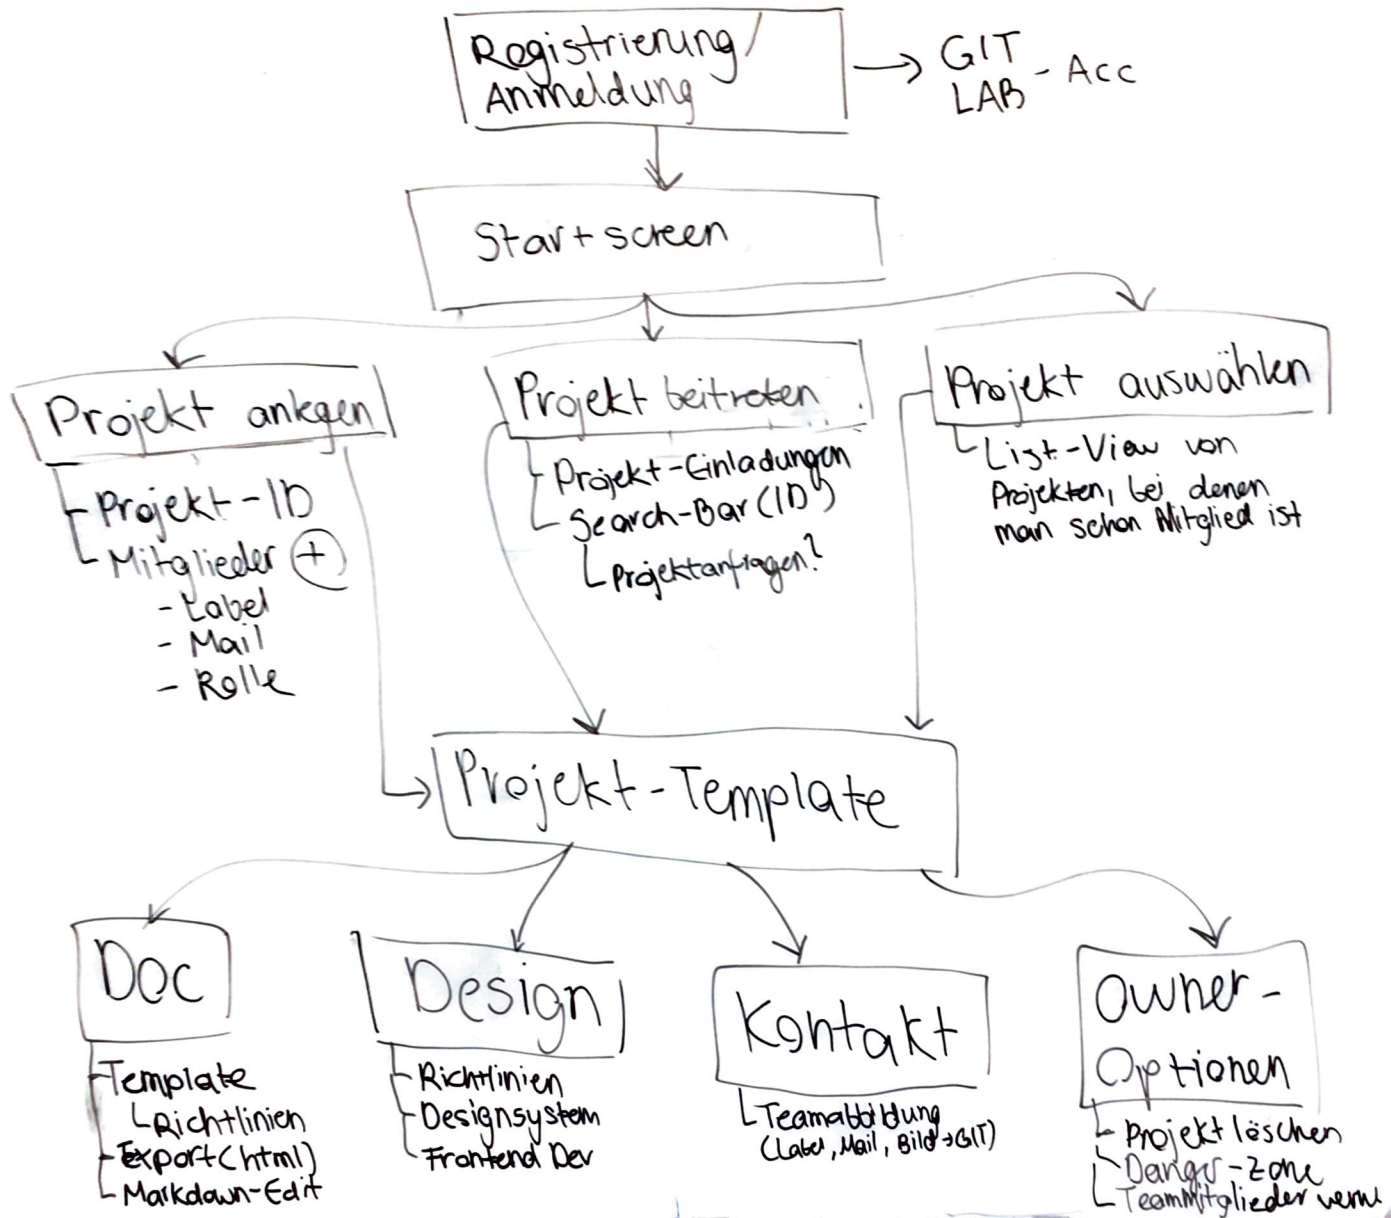 Registrierung/
Anmeldung
GIT
LAB - Acc
Startscreen
Projekt anlegen
Projekt-ID
Mitglieder +
- Label
- Mail
- Rolle
Projekt beitreten
Projekt-Einladungen
Search-Bar (ID)
Projektanfragen?
Projekt auswählen
List-View von
Projekten, bei denen
man schon Mitglied ist
Projekt-Template
Doc
Template
Richtlinien
Export (html)
Markdown-Edit
Design
Richtlinien
Designsystem
Frontend Dev
Kontakt
Teamabbildung
(Label, Mail, Bild → GIT)
Owner-
Optionen
Projekt löschen
Danger-Zone
Teammitglieder